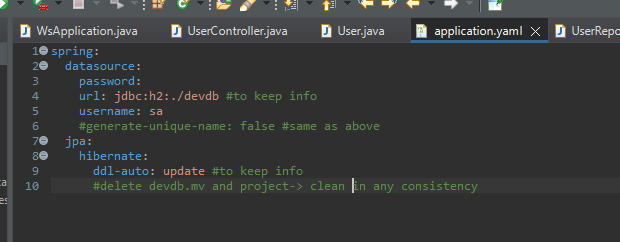 WsApplication.java UserController.java User.java application.yaml UserRepo
1 spring:
2 datasource:
3 password:
4 url: jdbc:h2:./devdb #to keep info
5 username: sa
6 #generate-unique-name: false #same as above
7 jpa:
8 hibernate:
9 ddl-auto: update #to keep info
10 #delete devdb.mv and project-> clean in any consistency